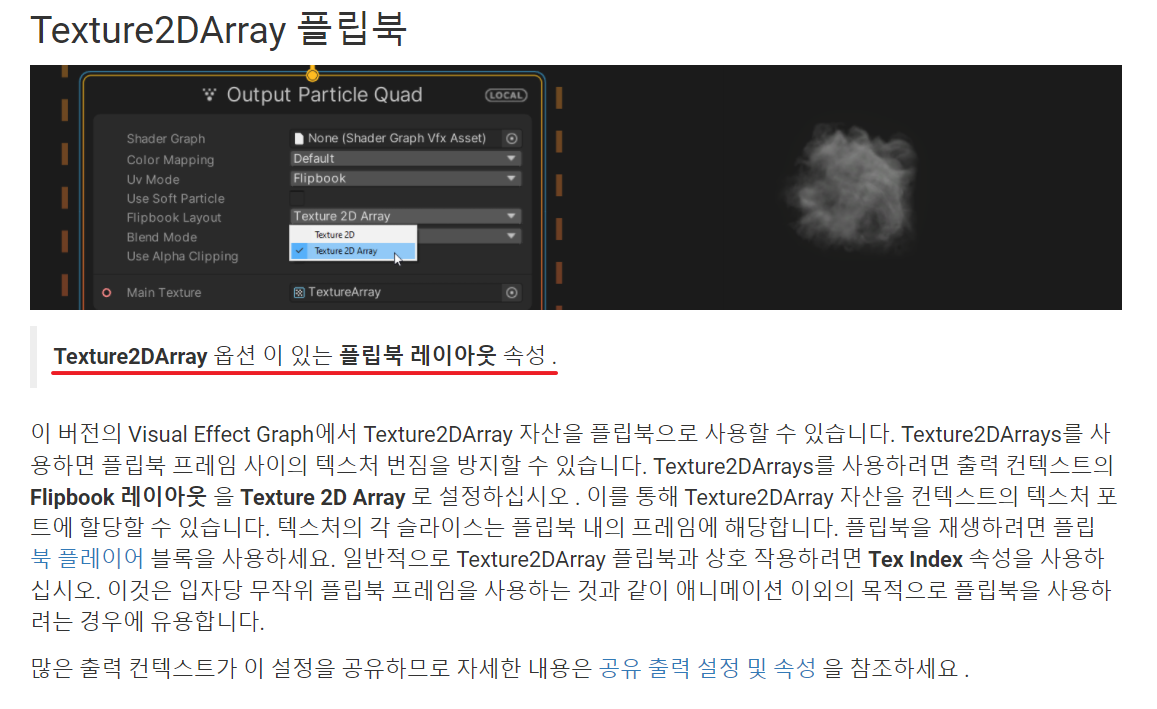 Texture2DArray 플립북
Output Particle Quad
LOCAL
Shader Graph
None (Shader Graph Vfx Asset)
Color Mapping
Default
Uv Mode
Flipbook
Use Soft Particle
Flipbook Layout
Texture 2D Array
Texture 2D
Blend Mode
Texture 2D Array
Use Alpha Clipping
Main Texture
TextureArray
Texture2DArray 옵션 이 있는 플립북 레이아웃 속성 .
이 버전의 Visual Effect Graph에서 Texture2DArray 자산을 플립북으로 사용할 수 있습니다. Texture2DArrays를 사
용하면 플립북 프레임 사이의 텍스처 번짐을 방지할 수 있습니다. Texture2DArrays를 사용하려면 출력 컨텍스트의
Flipbook 레이아웃 을 Texture 2D Array 로 설정하십시오 . 이를 통해 Texture2DArray 자산을 컨텍스트의 텍스처 포
트에 할당할 수 있습니다. 텍스처의 각 슬라이스는 플립북 내의 프레임에 해당합니다. 플립북을 재생하려면 플립
북 플레이어 블록을 사용하세요. 일반적으로 Texture2DArray 플립북과 상호 작용하려면 Tex Index 속성을 사용하
십시오. 이것은 입자당 무작위 플립북 프레임을 사용하는 것과 같이 애니메이션 이외의 목적으로 플립북을 사용하
려는 경우에 유용합니다.
많은 출력 컨텍스트가 이 설정을 공유하므로 자세한 내용은 공유 출력 설정 및 속성 을 참조하세요 .